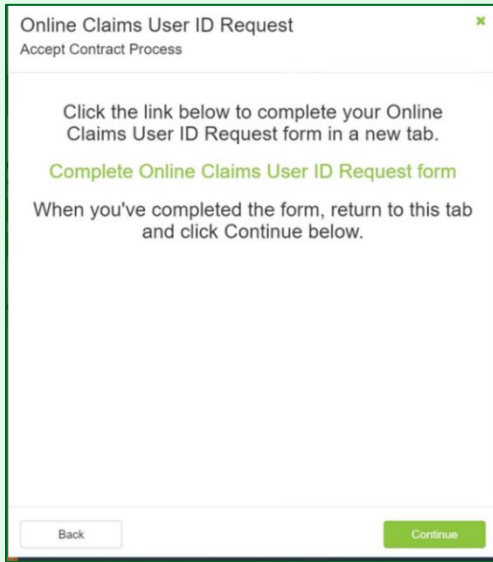 Online Claims User ID Request
Accept Contract Process
Click the link below to complete your Online
Claims User ID Request form in a new tab.
Complete Online Claims User ID Request form
When you've completed the form, return to this tab
and click Continue below.
Back
Continue